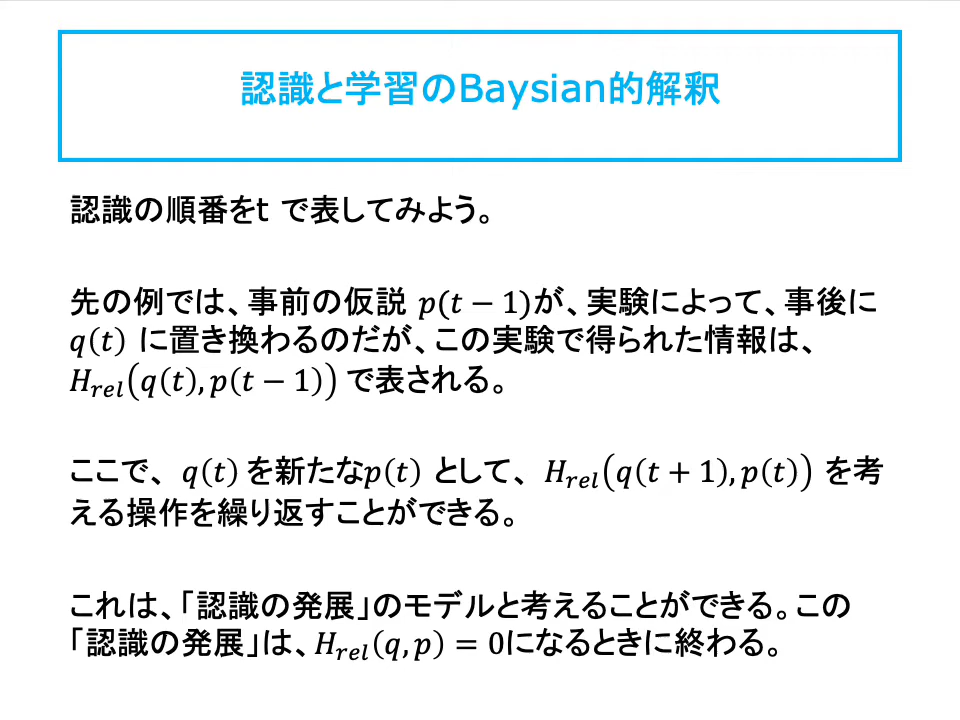 認識と学習のBaysian的解釈
認識の順番をt で表してみよう。
先の例では、事前の仮説 p(t − 1)が、実験によって、事後に
q(t) に置き換わるのだが、この実験で得られた情報は、
H_rel(q(t), p(t − 1)) で表される。
ここで、 q(t) を新たなp(t) として、 H_rel(q(t + 1), p(t)) を考
える操作を繰り返すことができる。
これは、「認識の発展」のモデルと考えることができる。この
「認識の発展」は、H_rel(q, p) = 0になるときに終わる。